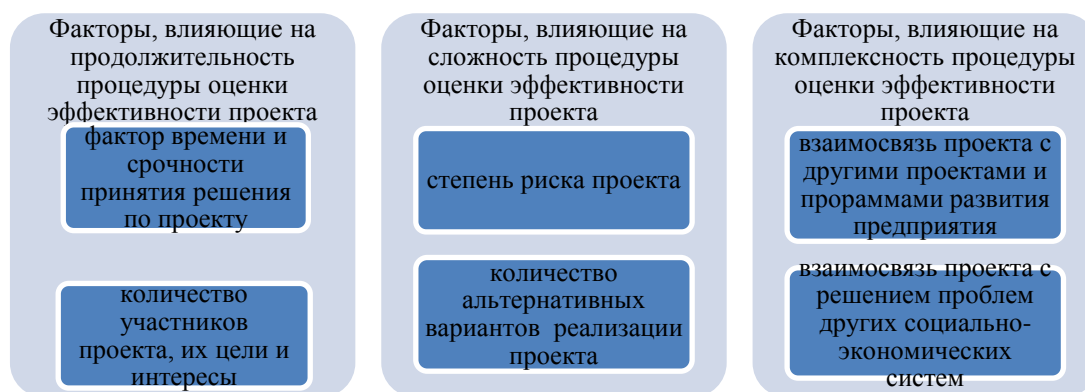 Факторы, влияющие на
продолжительность
процедуры оценки
эффективности проекта
фактор времени и
срочности
принятия решения
по проекту
количество
участников
проекта, их цели и
интересы
Факторы, влияющие на
сложность процедуры
оценки эффективности
проекта
степень риска проекта
количество
альтернативных
вариантов реализации
проекта
Факторы, влияющие на
комплексность процедуры
оценки эффективности
проекта
взаимосвязь проекта с
другими проектами и
прораммами развития
предприятия
взаимосвязь проекта с
решением проблем
других социально-
экономических
систем